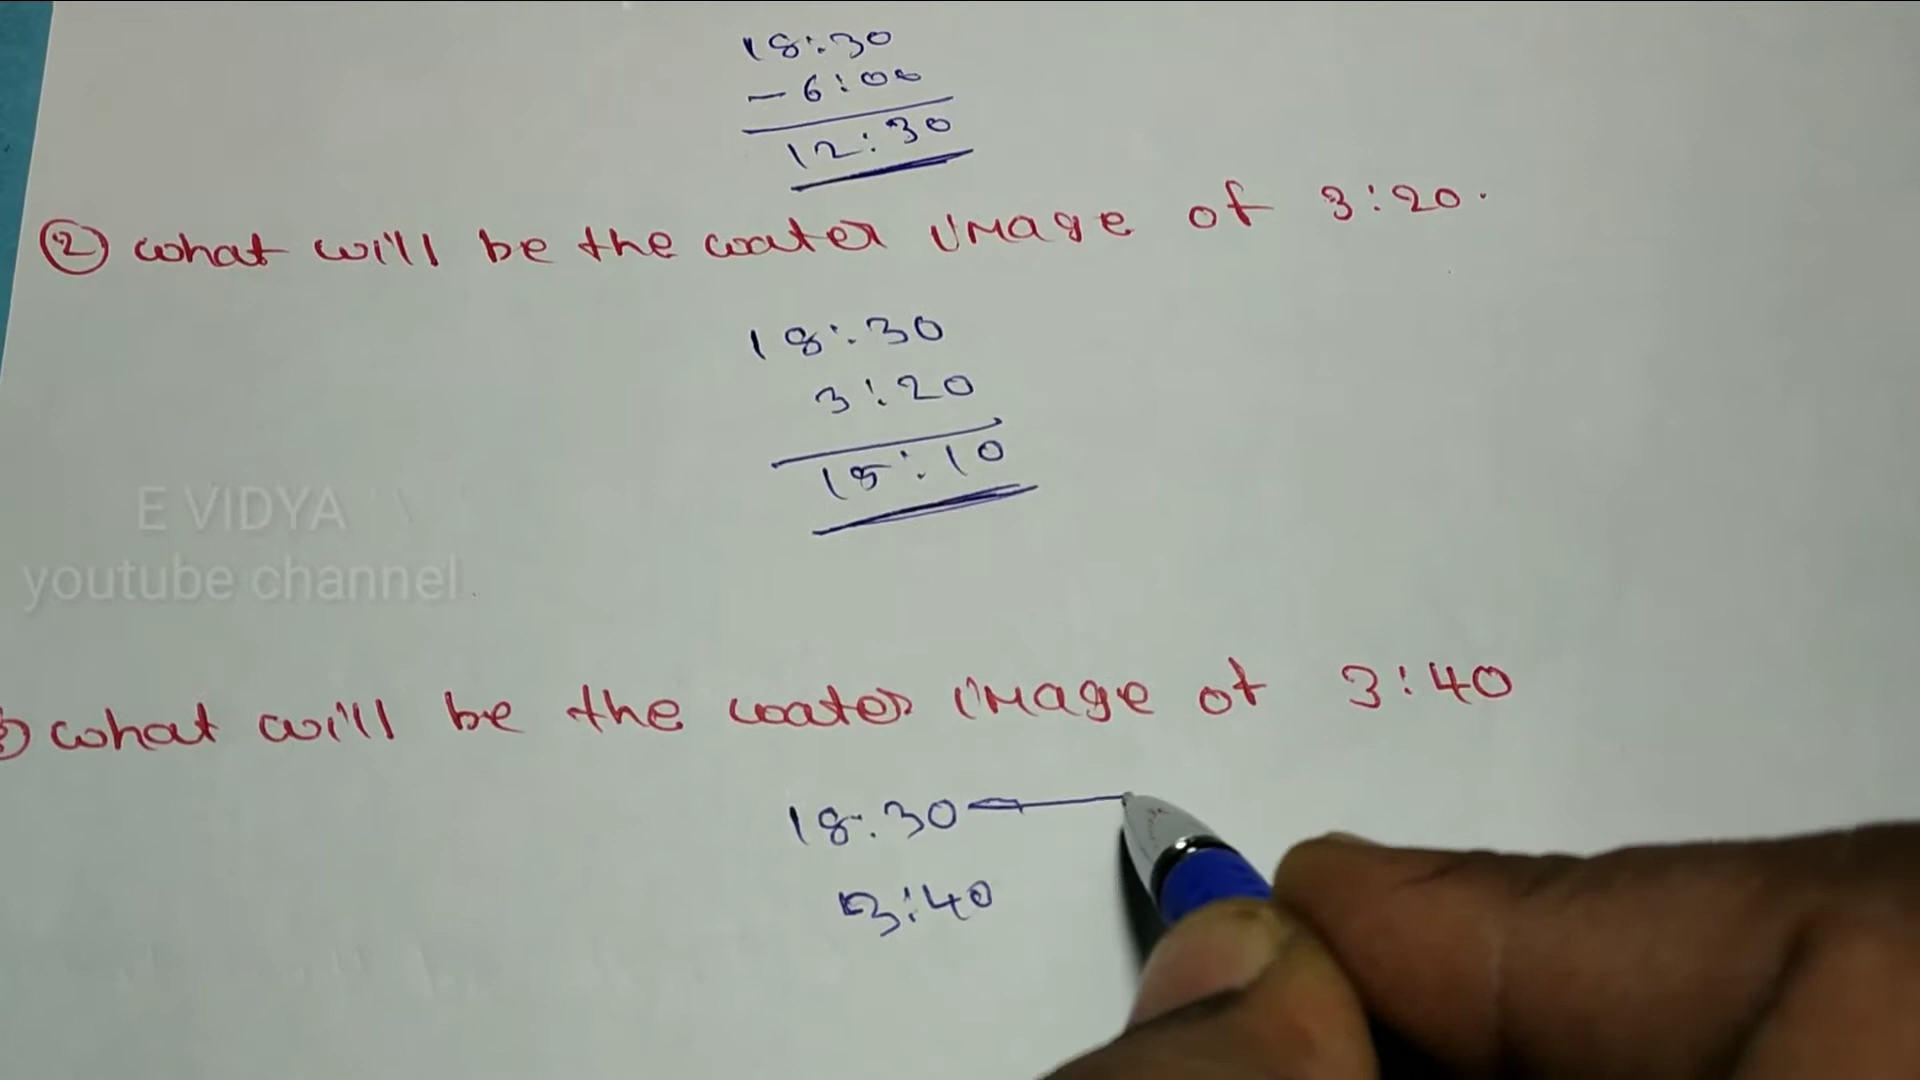 18:30
- 6:00
12:30
② what will be the water image of 3:20.
18:30
3:20
15:10
E VIDYA
youtube channel
what will be the water image of 3:40
18:30
3:40